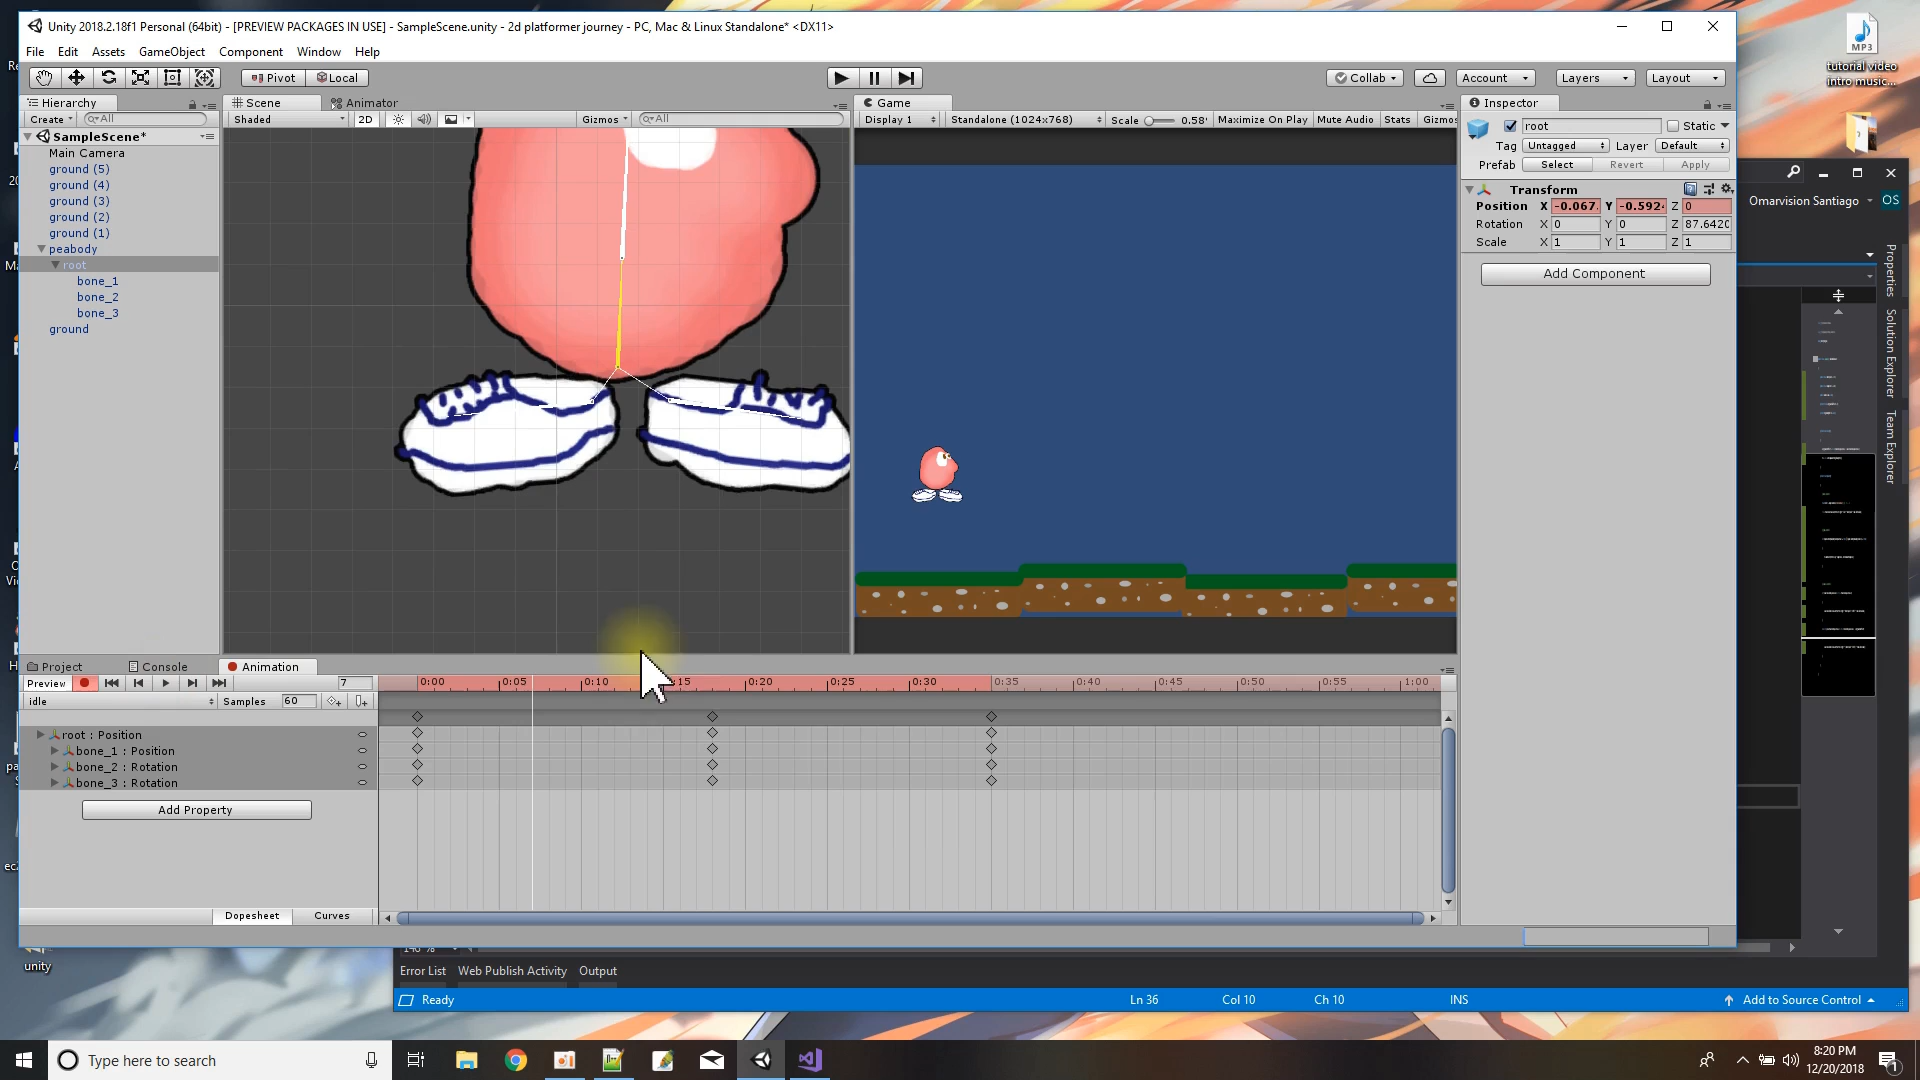 Unity 2018.2.18f1 Personal (64bit) - [PREVIEW PACKAGES IN USE] - SampleScene.unity - 2d platformer journey - PC, Mac & Linux Standalone* <DX11>
MP3
File Edit Assets GameObject Component Window Help
tutorial video
intro music...
Pivot Local Collab Account Layers Layout
Hierarchy Scene Animator Game Inspector
Create All Shaded 2D Gizmos All Display 1 Standalone (1024x768) Scale 0.58 Maximize On Play Mute Audio Stats Gizmos
root Static
SampleScene*
Main Camera
Tag Untagged Layer Default
Prefab Select Revert Apply
ground (5)
ground (4)
ground (3)
ground (2)
ground (1)
peabody
root
bone_1
bone_2
bone_3
ground
Transform
Position X -0.067. Y -0.592 Z 0
Rotation X 0 Y 0 Z 87.642
Scale X 1 Y 1 Z 1
Add Component
Omarvision Santiago OS
Properties
Solution Explorer
Team Explorer
Project Console Animation
Preview 7 0:00 0:05 0:10 :15 0:20 0:25 0:30 0:35 0:40 0:45 0:50 0:55 1:00
idle Samples 60
root : Position
bone_1 : Position
bone_2 : Rotation
bone_3 : Rotation
Add Property
Dopesheet Curves
unity
Error List Web Publish Activity Output
Ready Ln 36 Col 10 Ch 10 INS Add to Source Control
Type here to search
8:20 PM
12/20/2018
1